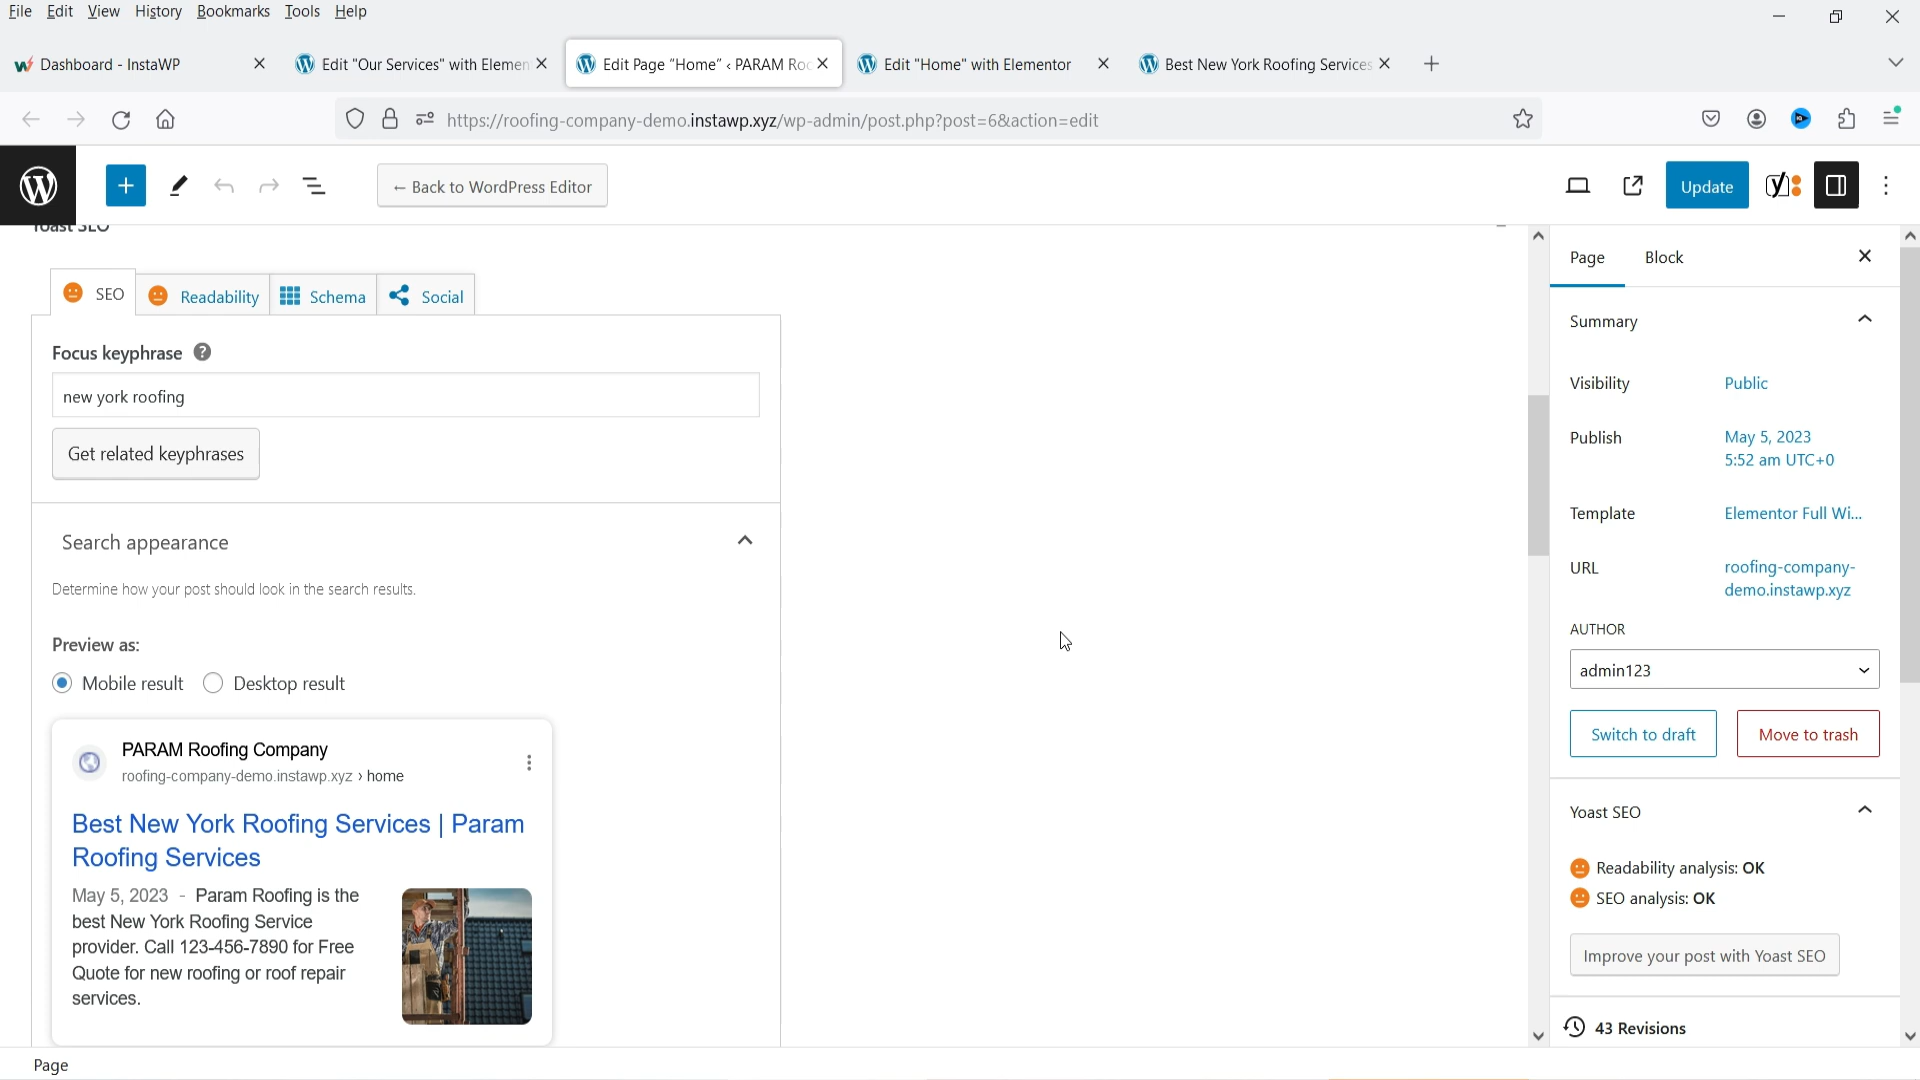 File Edit View History Bookmarks Tools Help
Dashboard - InstaWP
Edit "Our Services" with Elemen
Edit Page “Home” ‹ PARAM Roo
Edit "Home" with Elementor
Best New York Roofing Services
https://roofing-company-demo.instawp.xyz/wp-admin/post.php?post=6&action=edit
← Back to WordPress Editor
Update
Yoast SEO
SEO
Readability
Schema
Social
Focus keyphrase
new york roofing
Get related keyphrases
Search appearance
Determine how your post should look in the search results.
Preview as:
Mobile result
Desktop result
PARAM Roofing Company
roofing-company-demo.instawp.xyz › home
Best New York Roofing Services | Param
Roofing Services
May 5, 2023 - Param Roofing is the
best New York Roofing Service
provider. Call 123-456-7890 for Free
Quote for new roofing or roof repair
services.
Page
Block
Summary
Visibility
Public
Publish
May 5, 2023
5:52 am UTC+0
Template
Elementor Full Wi...
URL
roofing-company-
demo.instawp.xyz
AUTHOR
admin123
Switch to draft
Move to trash
Yoast SEO
Readability analysis: OK
SEO analysis: OK
Improve your post with Yoast SEO
43 Revisions
Page